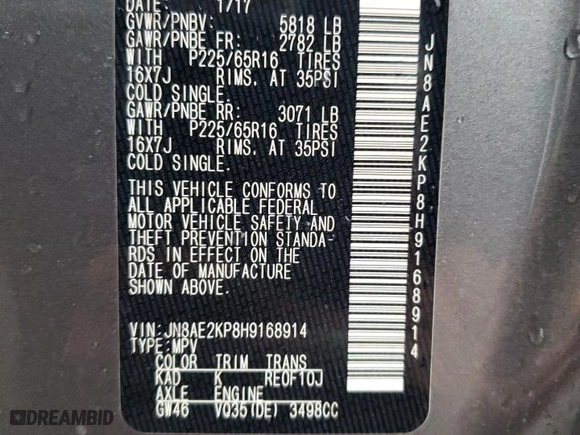 DATE: 1/17
GVWR/PNBV: 5818 LB
GAWR/PNBE FR: 2782 LB
WITH P225/65R16 TIRES
16X7J RIMS, AT 35PSI
COLD SINGLE.
GAWR/PNBE RR: 3071 LB
WITH P225/65R16 TIRES
16X7J RIMS, AT 35PSI
COLD SINGLE.
THIS VEHICLE CONFORMS TO
ALL APPLICABLE FEDERAL
MOTOR VEHICLE SAFETY AND
THEFT PREVENTION STANDA-
RDS IN EFFECT ON THE
DATE OF MANUFACTURE
SHOWN ABOVE.
VIN: JN8AE2KP8H9168914
TYPE: MPV
COLOR TRIM TRANS
KAD K RE0F10J
AXLE ENGINE
GW46 VQ35(DE) 3498CC
JN8AE2KP8H9168914
DREAMBID